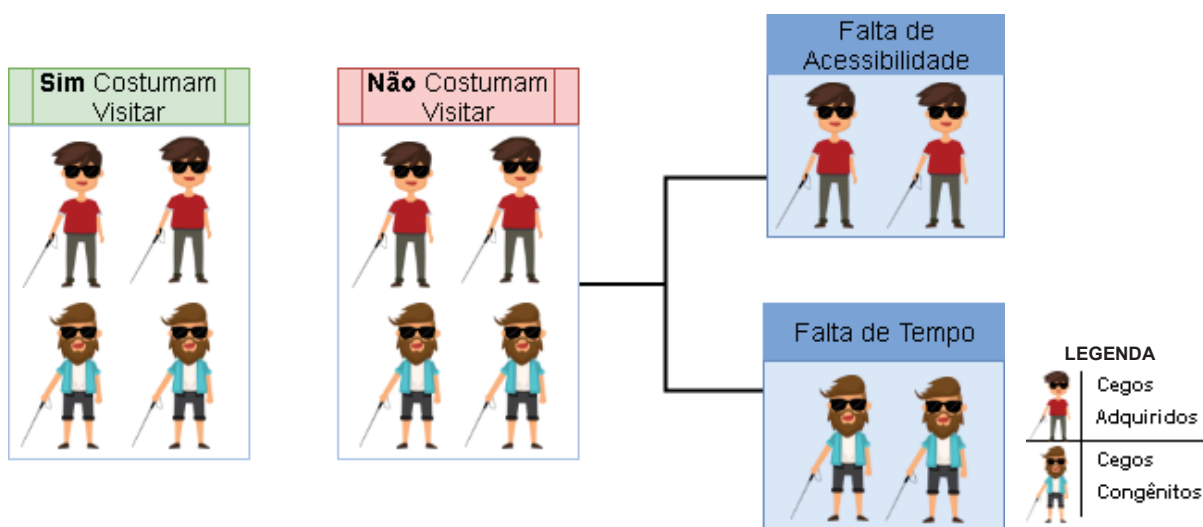 Sim Costumam
Visitar
Não Costumam
Visitar
Falta de
Acessibilidade
Falta de Tempo
LEGENDA
Cegos
Adquiridos
Cegos
Congênitos